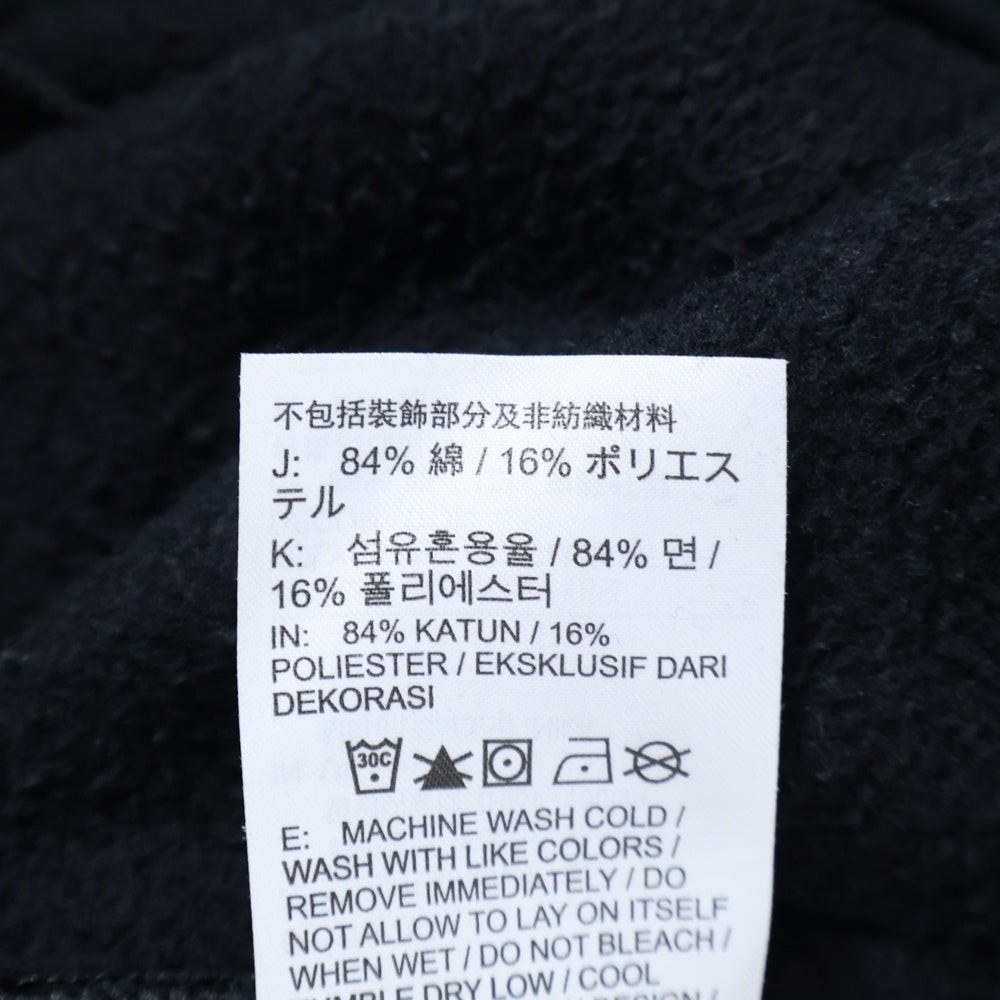 不包括裝飾部分及非紡織材料
J: 84% 綿 / 16% ポリエス
テル
K: 섬유혼용율 / 84% 면 /
16% 폴리에스터
IN: 84% KATUN / 16%
POLIESTER / EKSKLUSIF DARI
DEKORASI
30C
E: MACHINE WASH COLD /
WASH WITH LIKE COLORS /
REMOVE IMMEDIATELY / DO
NOT ALLOW TO LAY ON ITSELF
WHEN WET / DO NOT BLEACH /
TUMBLE DRY LOW / COOL
DESIGN /